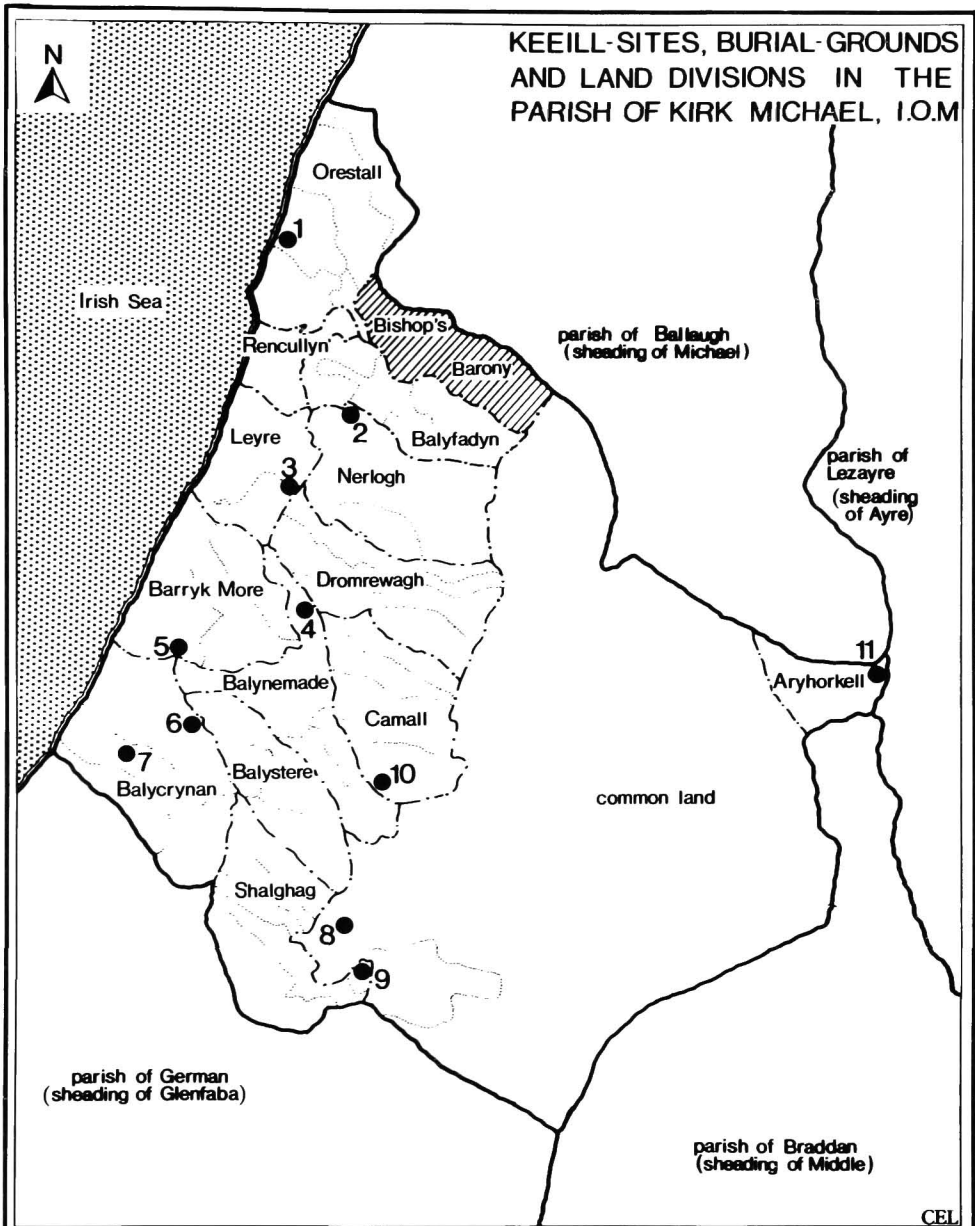 KEEILL-SITES, BURIAL-GROUNDS
AND LAND DIVISIONS IN THE
PARISH OF KIRK MICHAEL, I.O.M
N
Orestall
1
Irish Sea
Bishop's
Barony
Rencullyn
parish of Ballaugh
(sheading of Michael)
2
Leyre
Balyfadyn
3
Nerlogh
parish of
Lezayre
(sheading
of Ayre)
Dromrewagh
Barryk More
4
5
11
Aryhorkell
Balynemade
6
Camall
7
Balystere
10
Balycrynan
common land
Shalghag
8
9
parish of German
(sheading of Glenfaba)
parish of Braddan
(sheading of Middle)
CEL